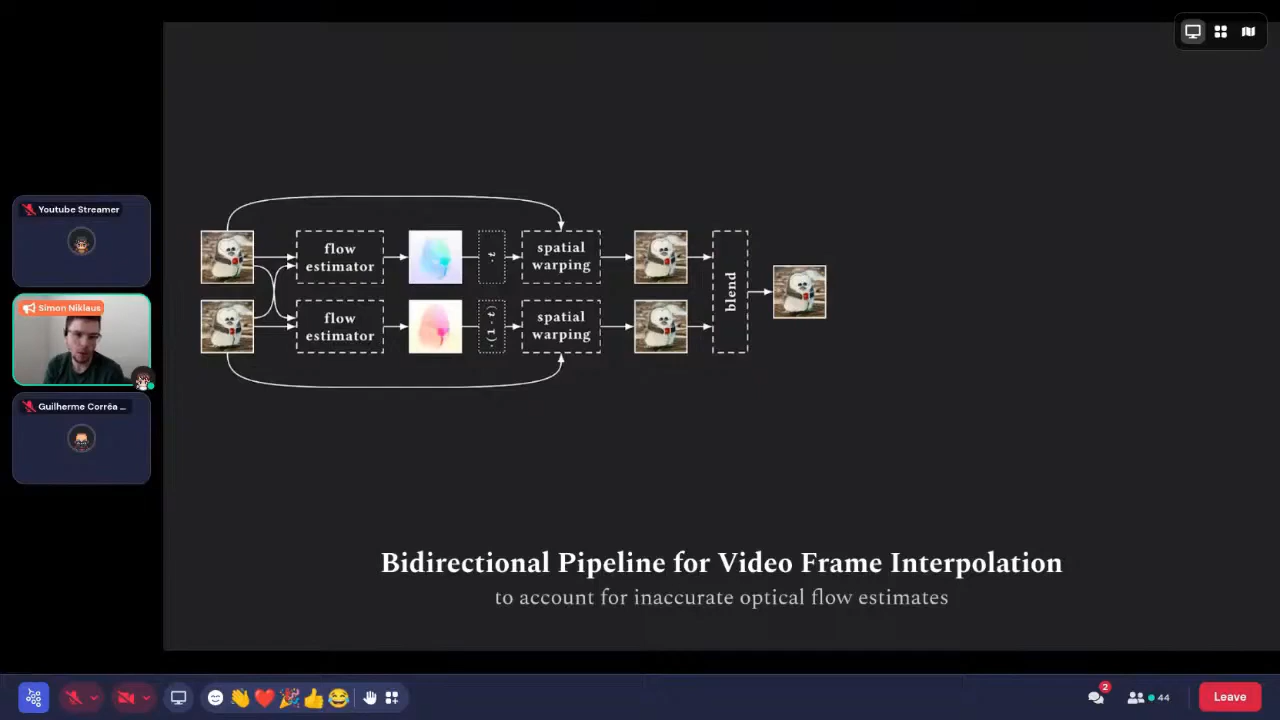 Youtube Streamer
Simon Niklaus
Guilherme Corrêa ...
flow
estimator
· t
spatial
warping
flow
estimator
· (1 - t)
spatial
warping
blend
Bidirectional Pipeline for Video Frame Interpolation
to account for inaccurate optical flow estimates
2
44
Leave